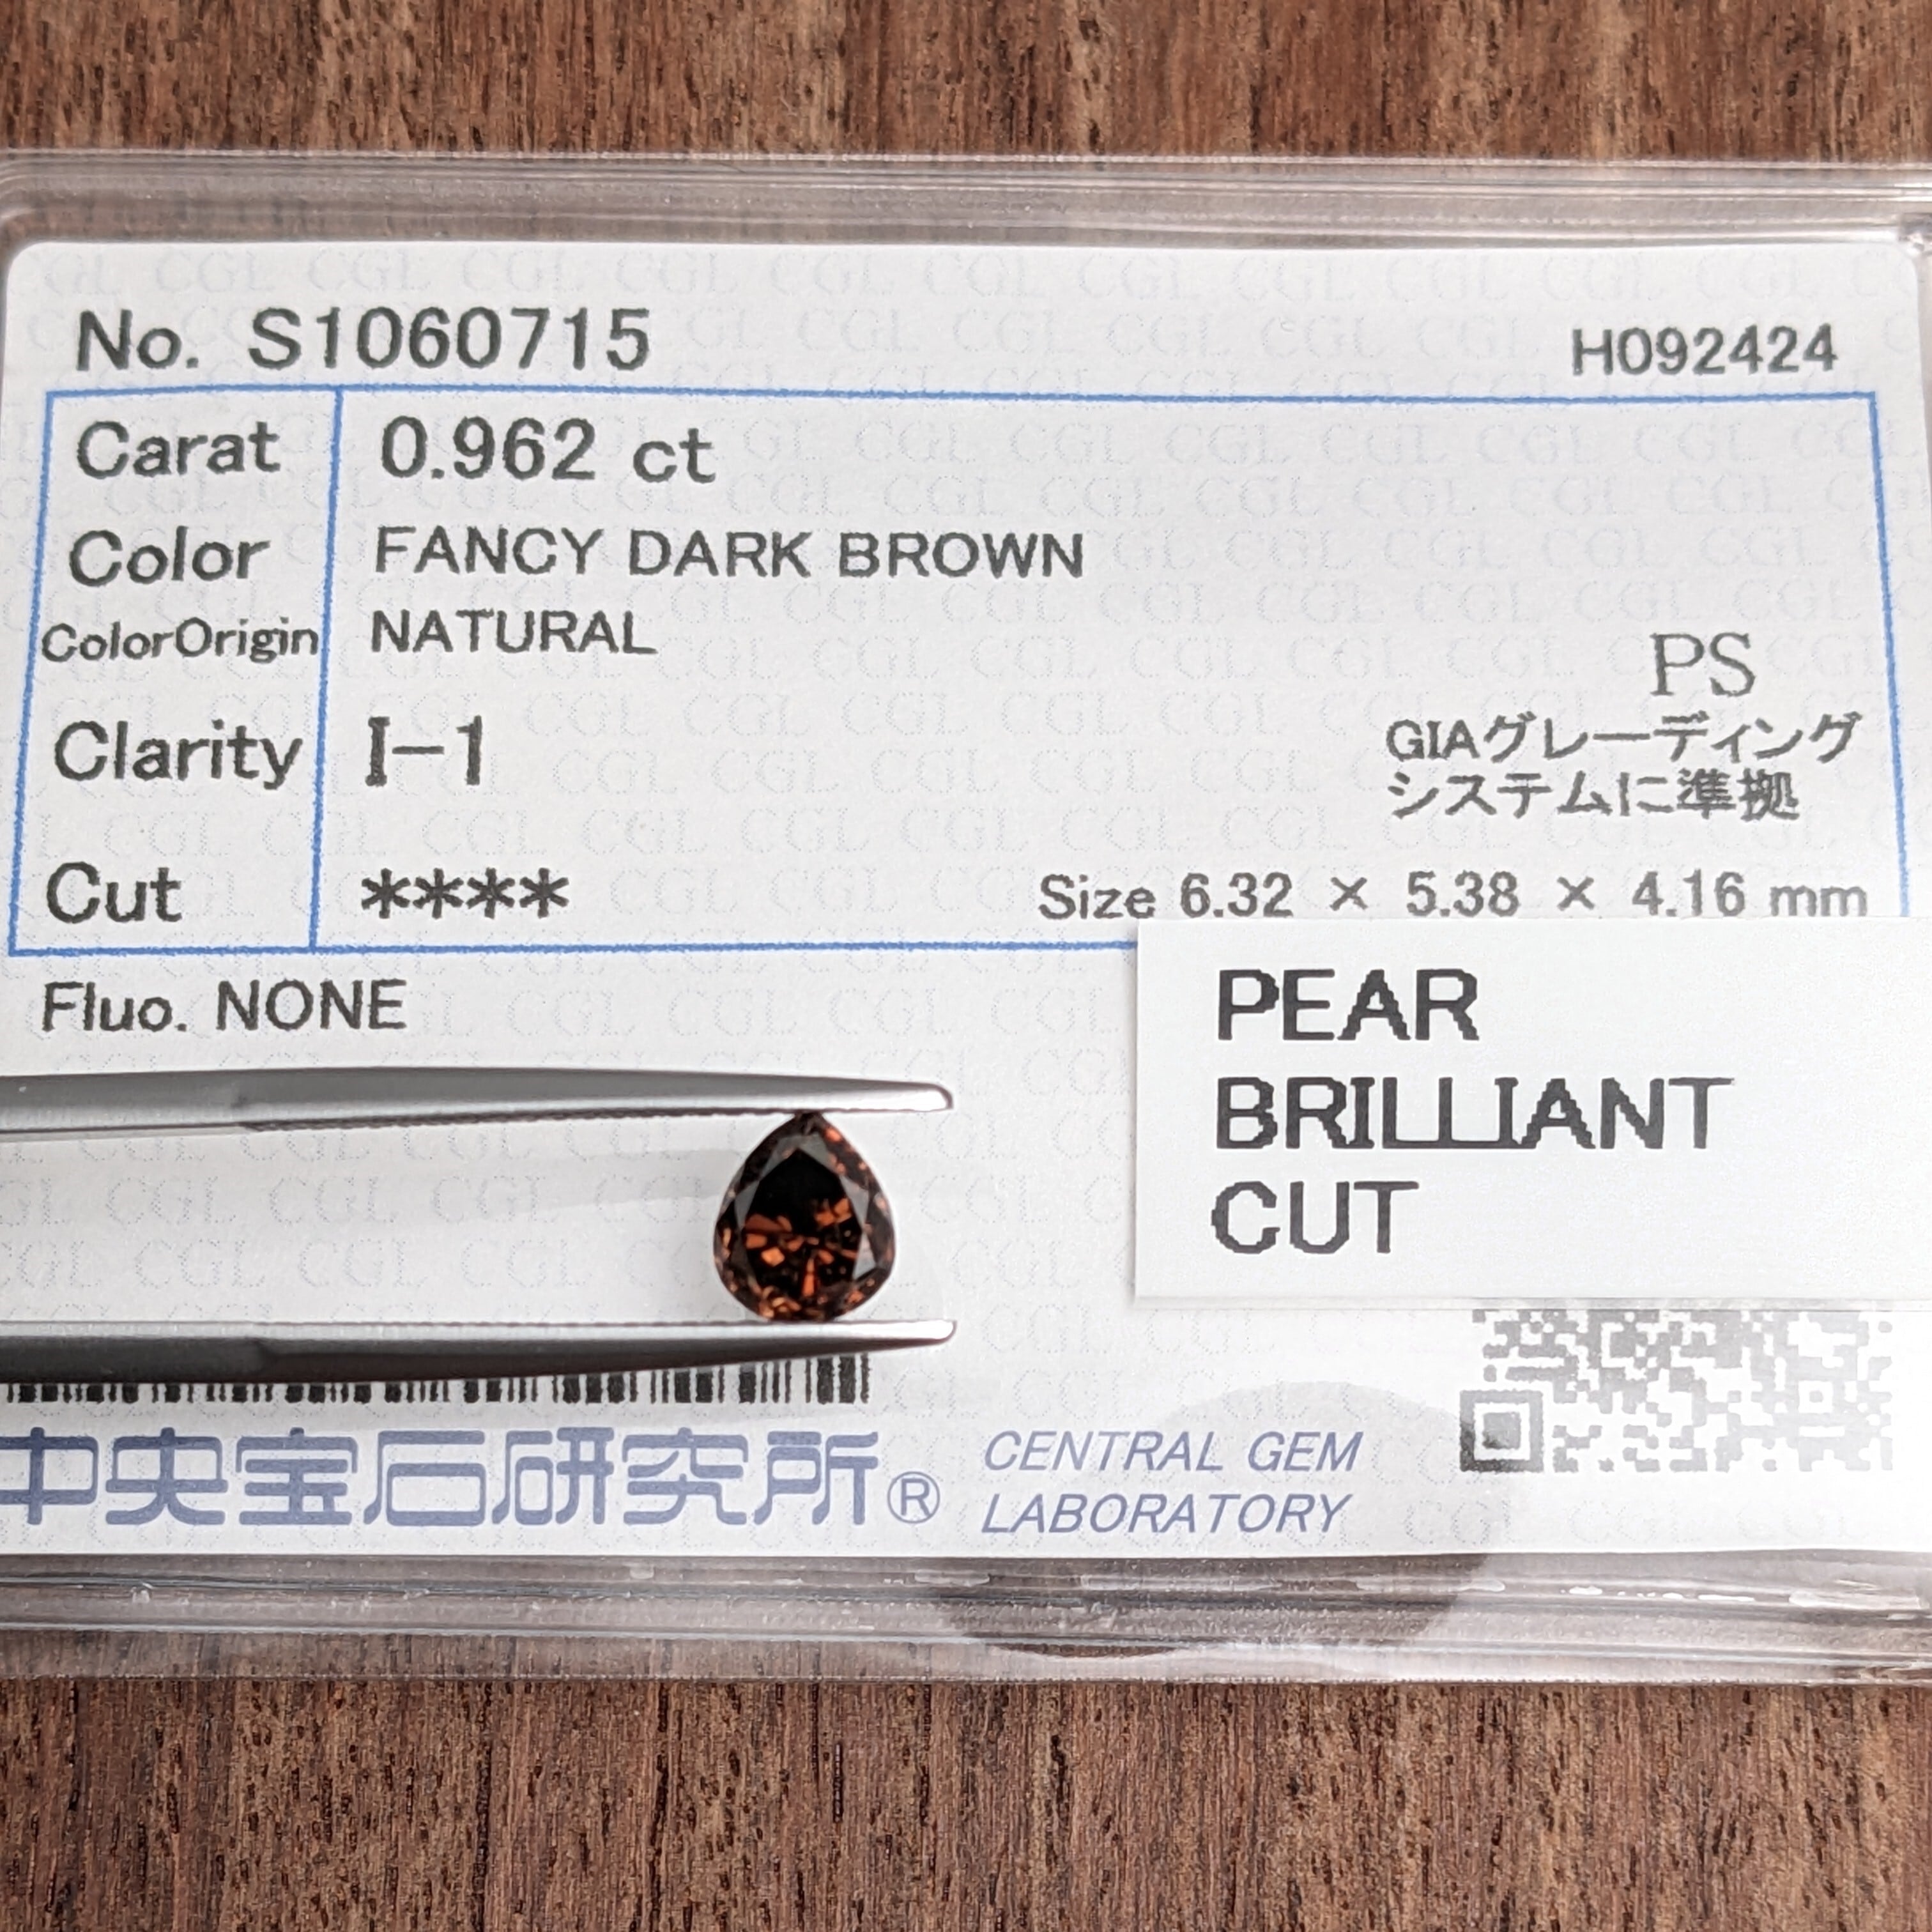 No. S1060715
H092424
Carat 0.962 ct
Color FANCY DARK BROWN
ColorOrigin NATURAL
PS
Clarity I-1
GIAグレーディング
システムに準拠
Cut ****
Size 6.32 × 5.38 × 4.16 mm
Fluo. NONE
PEAR
BRILLIANT
CUT
中央宝石研究所®
CENTRAL GEM
LABORATORY